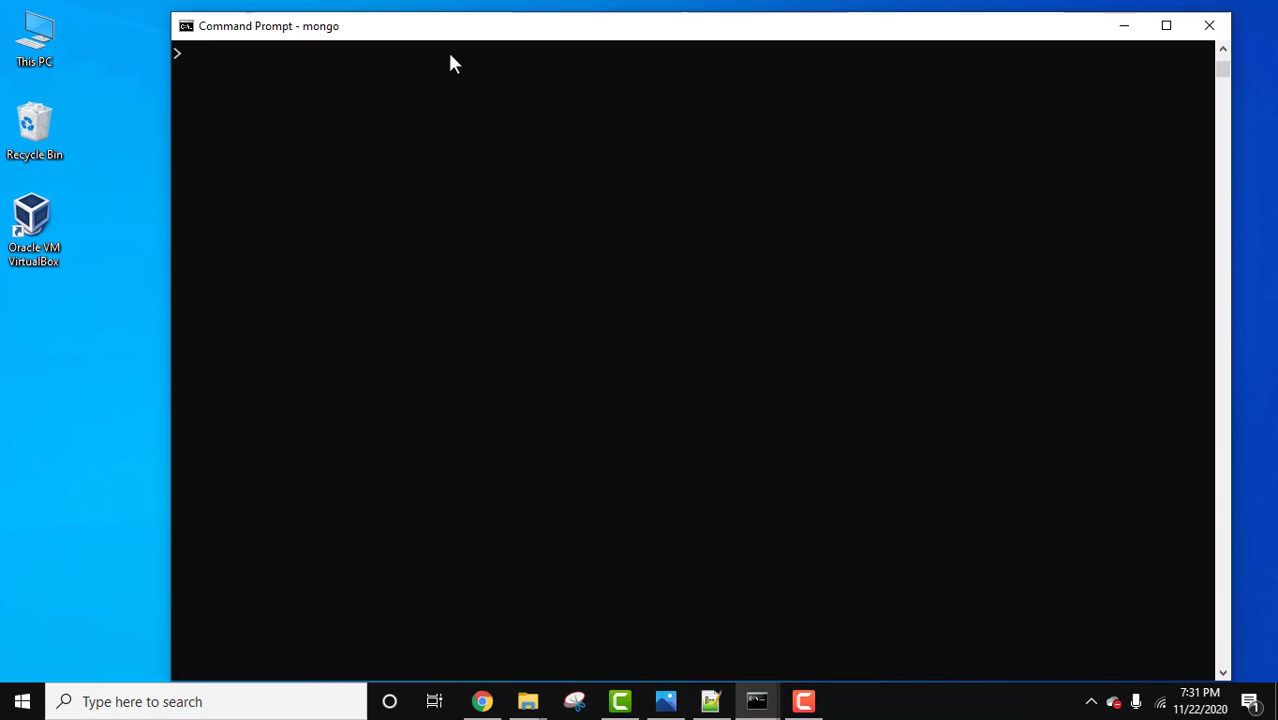 Command Prompt - mongo
>
This PC
Recycle Bin
Oracle VM
VirtualBox
Type here to search
7:31 PM
11/22/2020
1